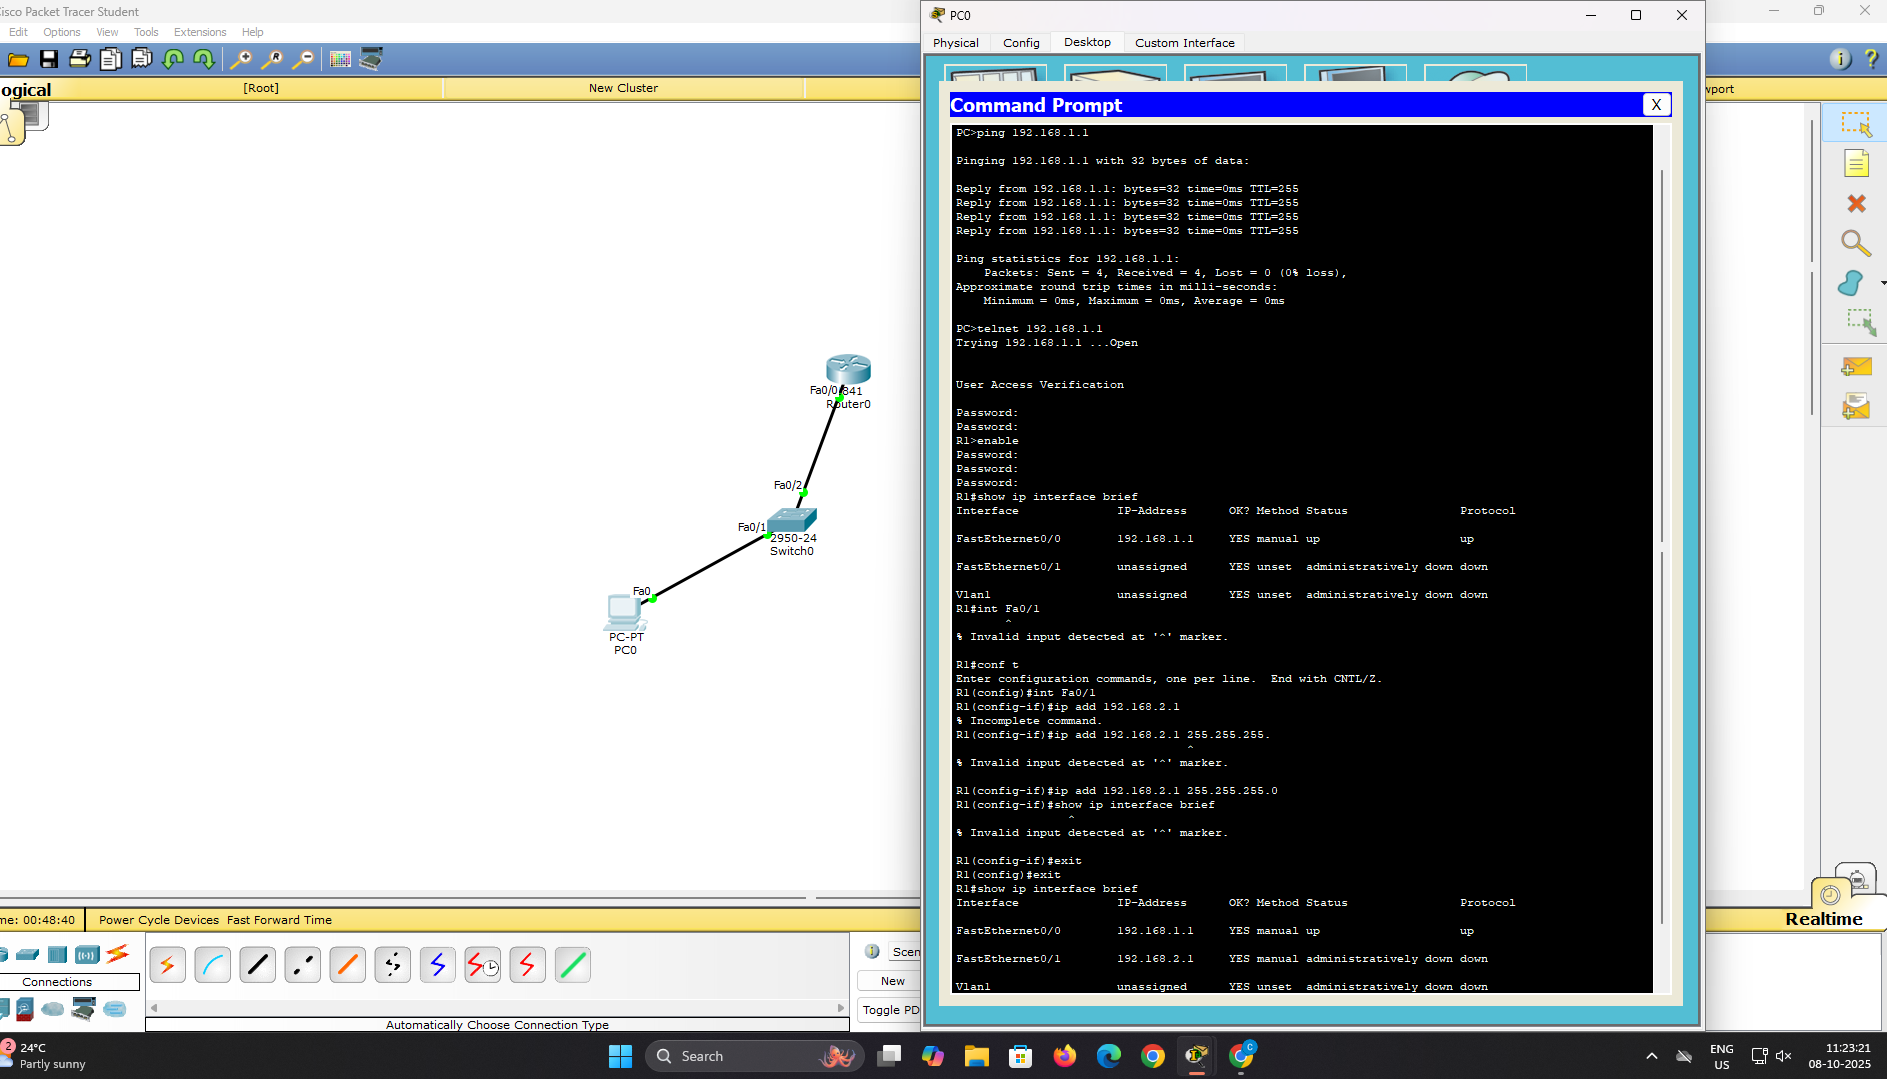 isco Packet Tracer Student
Edit Options View Tools Extensions Help
ogical
[Root]
New Cluster
wport
Fa0/0
841
Router0
Fa0/2
Fa0/1
2950-24
Switch0
Fa0
PC-PT
PC0
PC0
Physical Config Desktop Custom Interface
Command Prompt
X
PC>ping 192.168.1.1
Pinging 192.168.1.1 with 32 bytes of data:
Reply from 192.168.1.1: bytes=32 time=0ms TTL=255
Reply from 192.168.1.1: bytes=32 time=0ms TTL=255
Reply from 192.168.1.1: bytes=32 time=0ms TTL=255
Reply from 192.168.1.1: bytes=32 time=0ms TTL=255
Ping statistics for 192.168.1.1:
    Packets: Sent = 4, Received = 4, Lost = 0 (0% loss),
Approximate round trip times in milli-seconds:
    Minimum = 0ms, Maximum = 0ms, Average = 0ms
PC>telnet 192.168.1.1
Trying 192.168.1.1 ...Open
User Access Verification
Password:
Password:
R1>enable
Password:
Password:
Password:
R1#show ip interface brief
Interface              IP-Address      OK? Method Status                Protocol
FastEthernet0/0        192.168.1.1     YES manual up                    up
FastEthernet0/1        unassigned      YES unset  administratively down down
Vlan1                  unassigned      YES unset  administratively down down
R1#int Fa0/1
^
% Invalid input detected at '^' marker.
R1#conf t
Enter configuration commands, one per line.  End with CNTL/Z.
R1(config)#int Fa0/1
R1(config-if)#ip add 192.168.2.1
% Incomplete command.
R1(config-if)#ip add 192.168.2.1 255.255.255.
^
% Invalid input detected at '^' marker.
R1(config-if)#ip add 192.168.2.1 255.255.255.0
R1(config-if)#show ip interface brief
^
% Invalid input detected at '^' marker.
R1(config-if)#exit
R1(config)#exit
R1#show ip interface brief
Interface              IP-Address      OK? Method Status                Protocol
FastEthernet0/0        192.168.1.1     YES manual up                    up
FastEthernet0/1        192.168.2.1     YES manual administratively down down
Vlan1                  unassigned      YES unset  administratively down down
me: 00:48:40
Power Cycle Devices Fast Forward Time
Realtime
Connections
Automatically Choose Connection Type
Scen
New
Toggle PD
2
24°C
Partly sunny
Search
C
ENG
US
11:23:21
08-10-2025